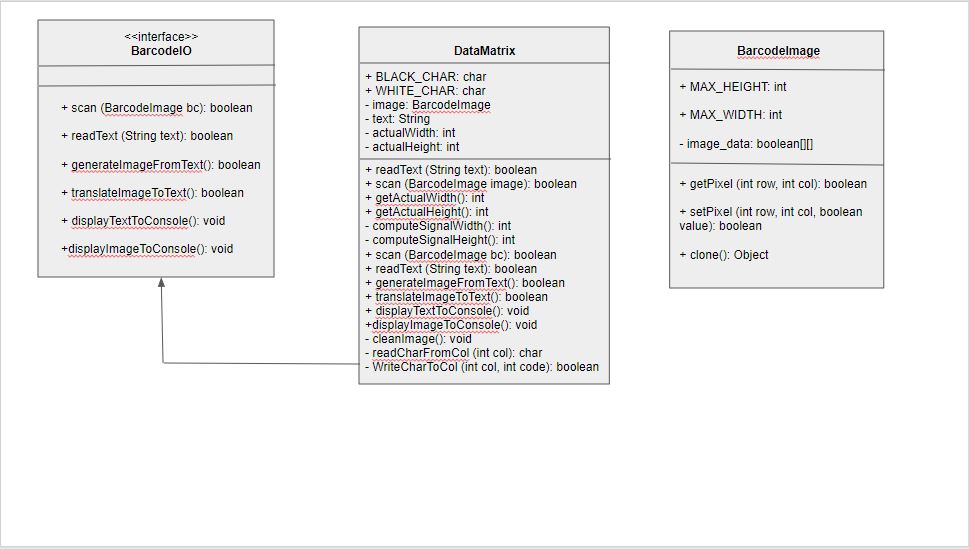 <<interface>>
BarcodeIO
+ scan (BarcodeImage bc): boolean
+ readText (String text): boolean
+ generateImageFromText(): boolean
+ translateImageToText(): boolean
+ displayTextToConsole(): void
+displayImageToConsole(): void
DataMatrix
+ BLACK_CHAR: char
+ WHITE_CHAR: char
- image: BarcodeImage
- text: String
- actualWidth: int
- actualHeight: int
+ readText (String text): boolean
+ scan (BarcodeImage image): boolean
+ getActualWidth(): int
+ getActualHeight(): int
- computeSignalWidth(): int
- computeSignalHeight(): int
+ scan (BarcodeImage bc): boolean
+ readText (String text): boolean
+ generateImageFromText(): boolean
+ translateImageToText(): boolean
+ displayTextToConsole(): void
+displayImageToConsole(): void
- cleanImage(): void
- readCharFromCol (int col): char
- WriteCharToCol (int col, int code): boolean
BarcodeImage
+ MAX_HEIGHT: int
+ MAX_WIDTH: int
- image_data: boolean[][]
+ getPixel (int row, int col): boolean
+ setPixel (int row, int col, boolean
value): boolean
+ clone(): Object